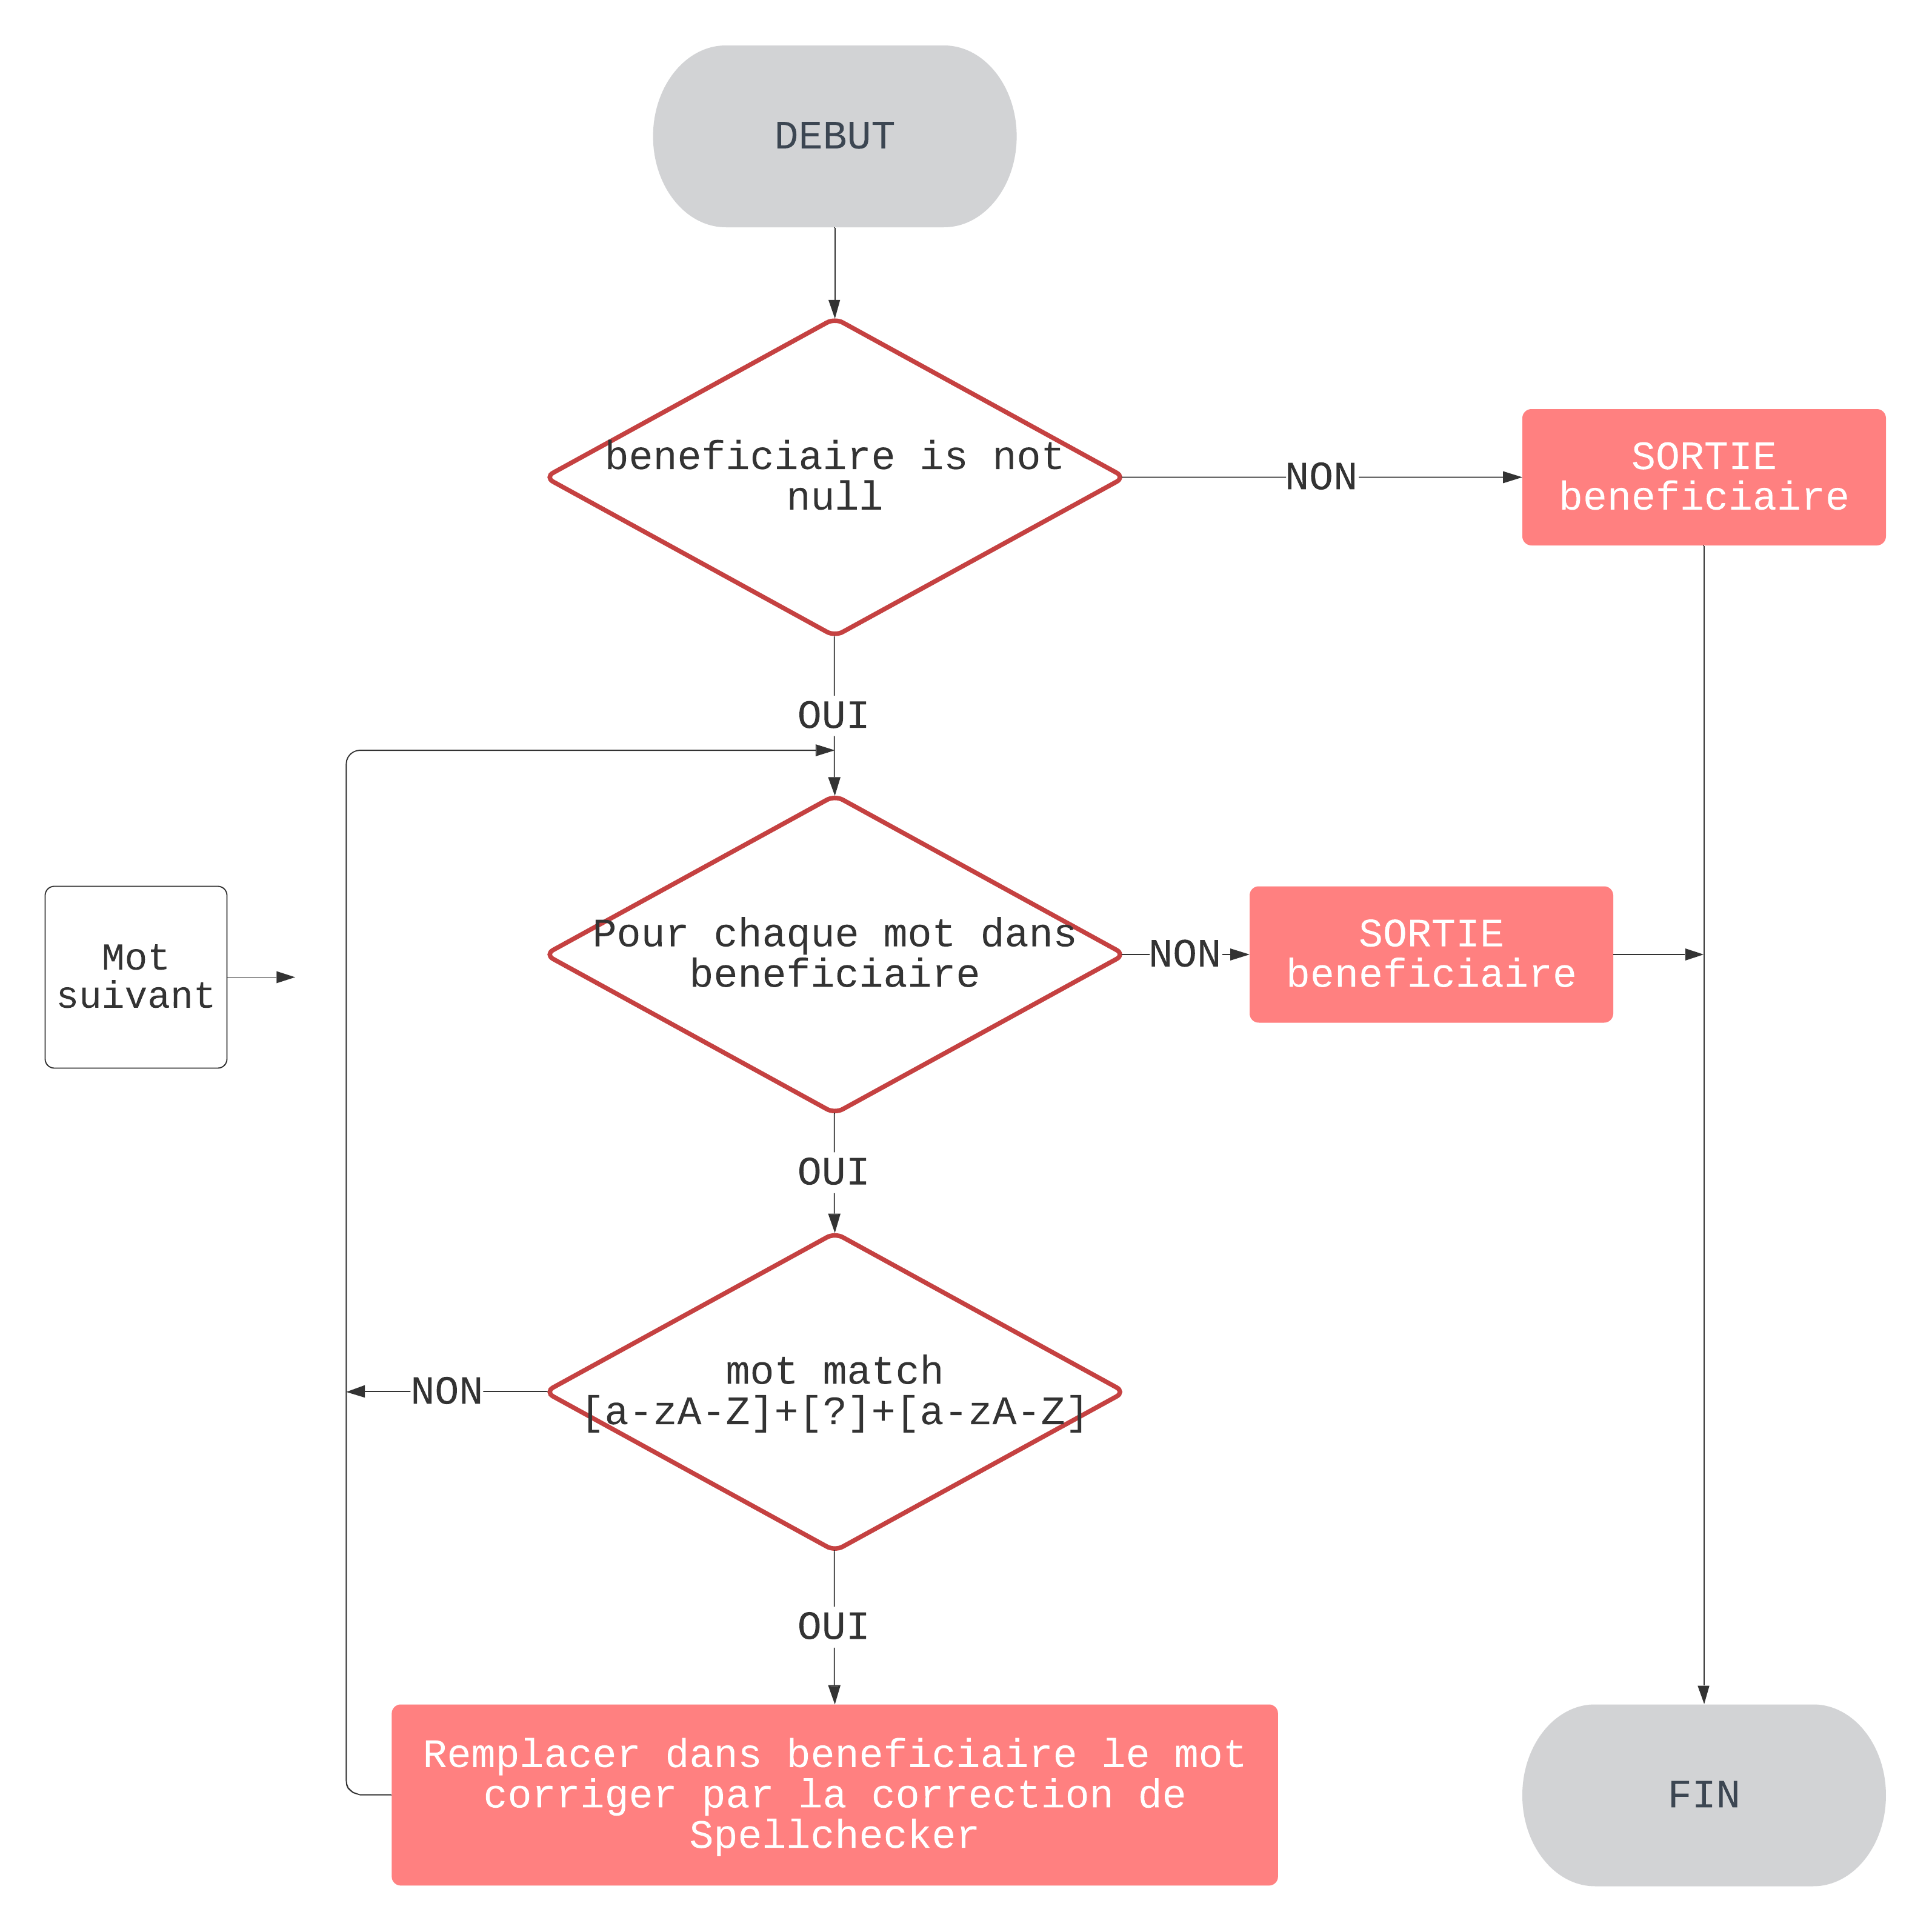 DEBUT
beneficiaire is not
null
NON
SORTIE
beneficiaire
OUI
Pour chaque mot dans
beneficiaire
NON
SORTIE
beneficiaire
Mot
suivant
OUI
mot match
[a-zA-Z]+[?]+[a-zA-Z]
NON
OUI
Remplacer dans beneficiaire le mot
corriger par la correction de
Spellchecker
FIN